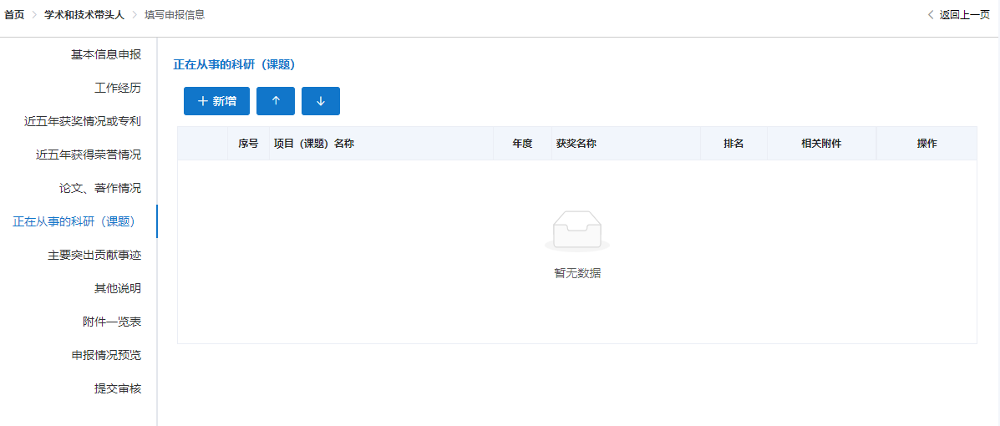 首页 > 学术和技术带头人 > 填写申报信息 < 返回上一页
基本信息申报
工作经历
近五年获奖情况或专利
近五年获得荣誉情况
论文、著作情况
正在从事的科研（课题）
主要突出贡献事迹
其他说明
附件一览表
申报情况预览
提交审核
正在从事的科研（课题）
+ 新增 ↑ ↓
序号 项目（课题）名称 年度 获奖名称 排名 相关附件 操作
暂无数据